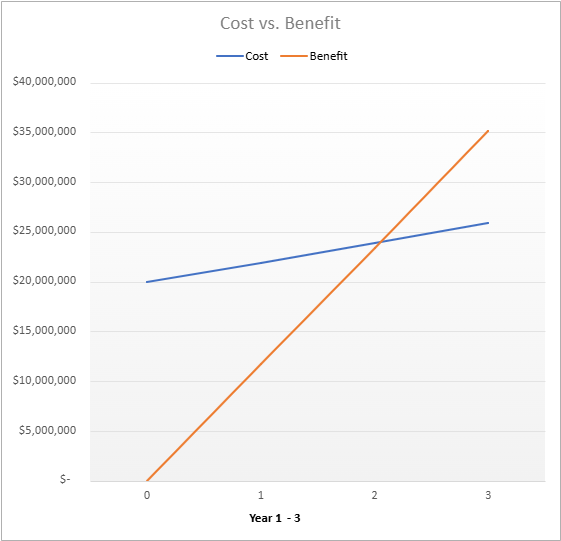 Cost vs. Benefit
Cost Benefit
$40,000,000
$35,000,000
$30,000,000
$25,000,000
$20,000,000
$15,000,000
$10,000,000
$5,000,000
$-
0 1 2 3
Year 1 - 3